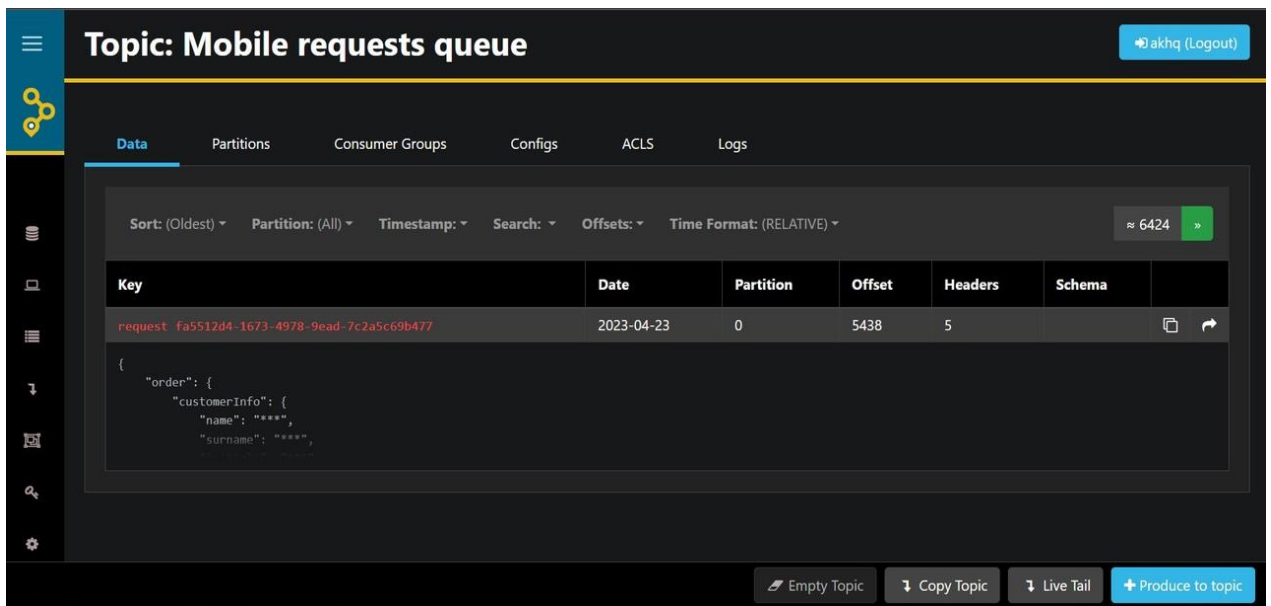 Topic: Mobile requests queue
akhq (Logout)
Data Partitions Consumer Groups Configs ACLS Logs
Sort: (Oldest) Partition: (All) Timestamp: Search: Offsets: Time Format: (RELATIVE) ≈ 6424 »
Key Date Partition Offset Headers Schema
request fa5512d4-1673-4978-9ead-7c2a5c69b477 2023-04-23 0 5438 5
{
"order": {
"customerInfo": {
"name": "***",
"surname": "***",
Empty Topic Copy Topic Live Tail + Produce to topic